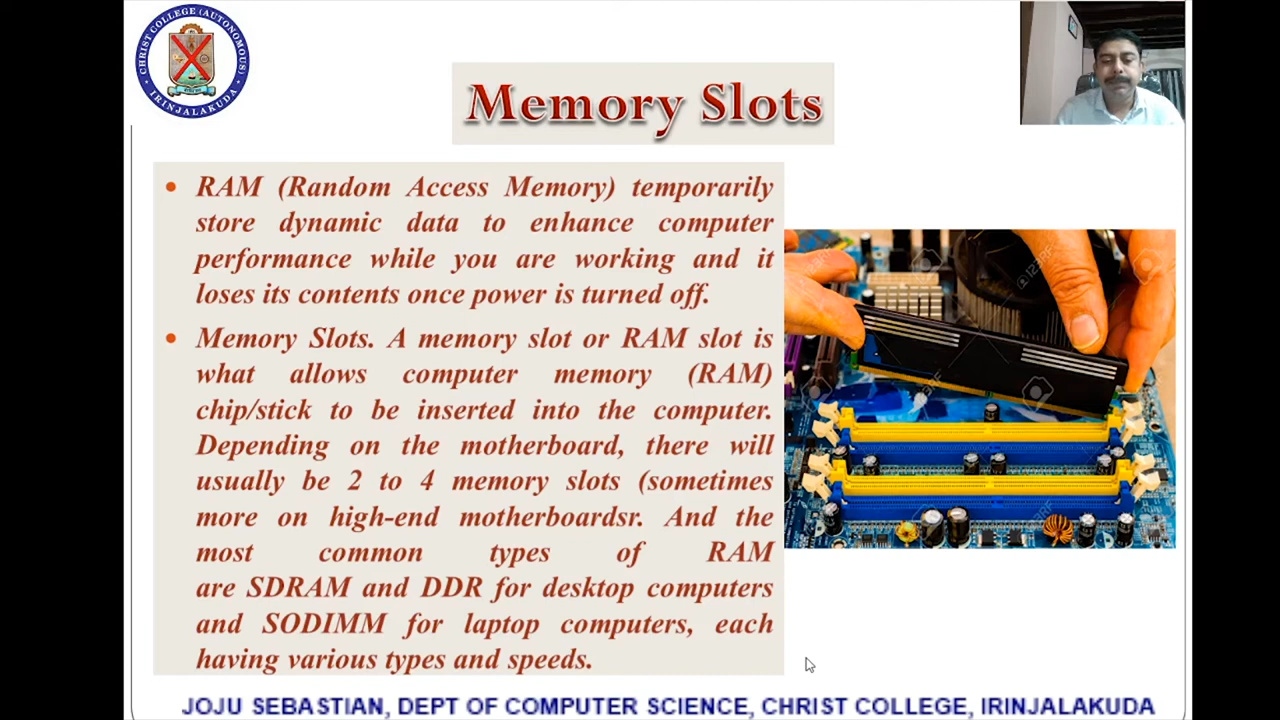 CHRIST COLLEGE (AUTONOMOUS)
IRINJALAKUDA
Memory Slots
• RAM (Random Access Memory) temporarily
store dynamic data to enhance computer
performance while you are working and it
loses its contents once power is turned off.
• Memory Slots. A memory slot or RAM slot is
what allows computer memory (RAM)
chip/stick to be inserted into the computer.
Depending on the motherboard, there will
usually be 2 to 4 memory slots (sometimes
more on high-end motherboardsr. And the
most common types of RAM
are SDRAM and DDR for desktop computers
and SODIMM for laptop computers, each
having various types and speeds.
123RF
JOJU SEBASTIAN, DEPT OF COMPUTER SCIENCE, CHRIST COLLEGE, IRINJALAKUDA